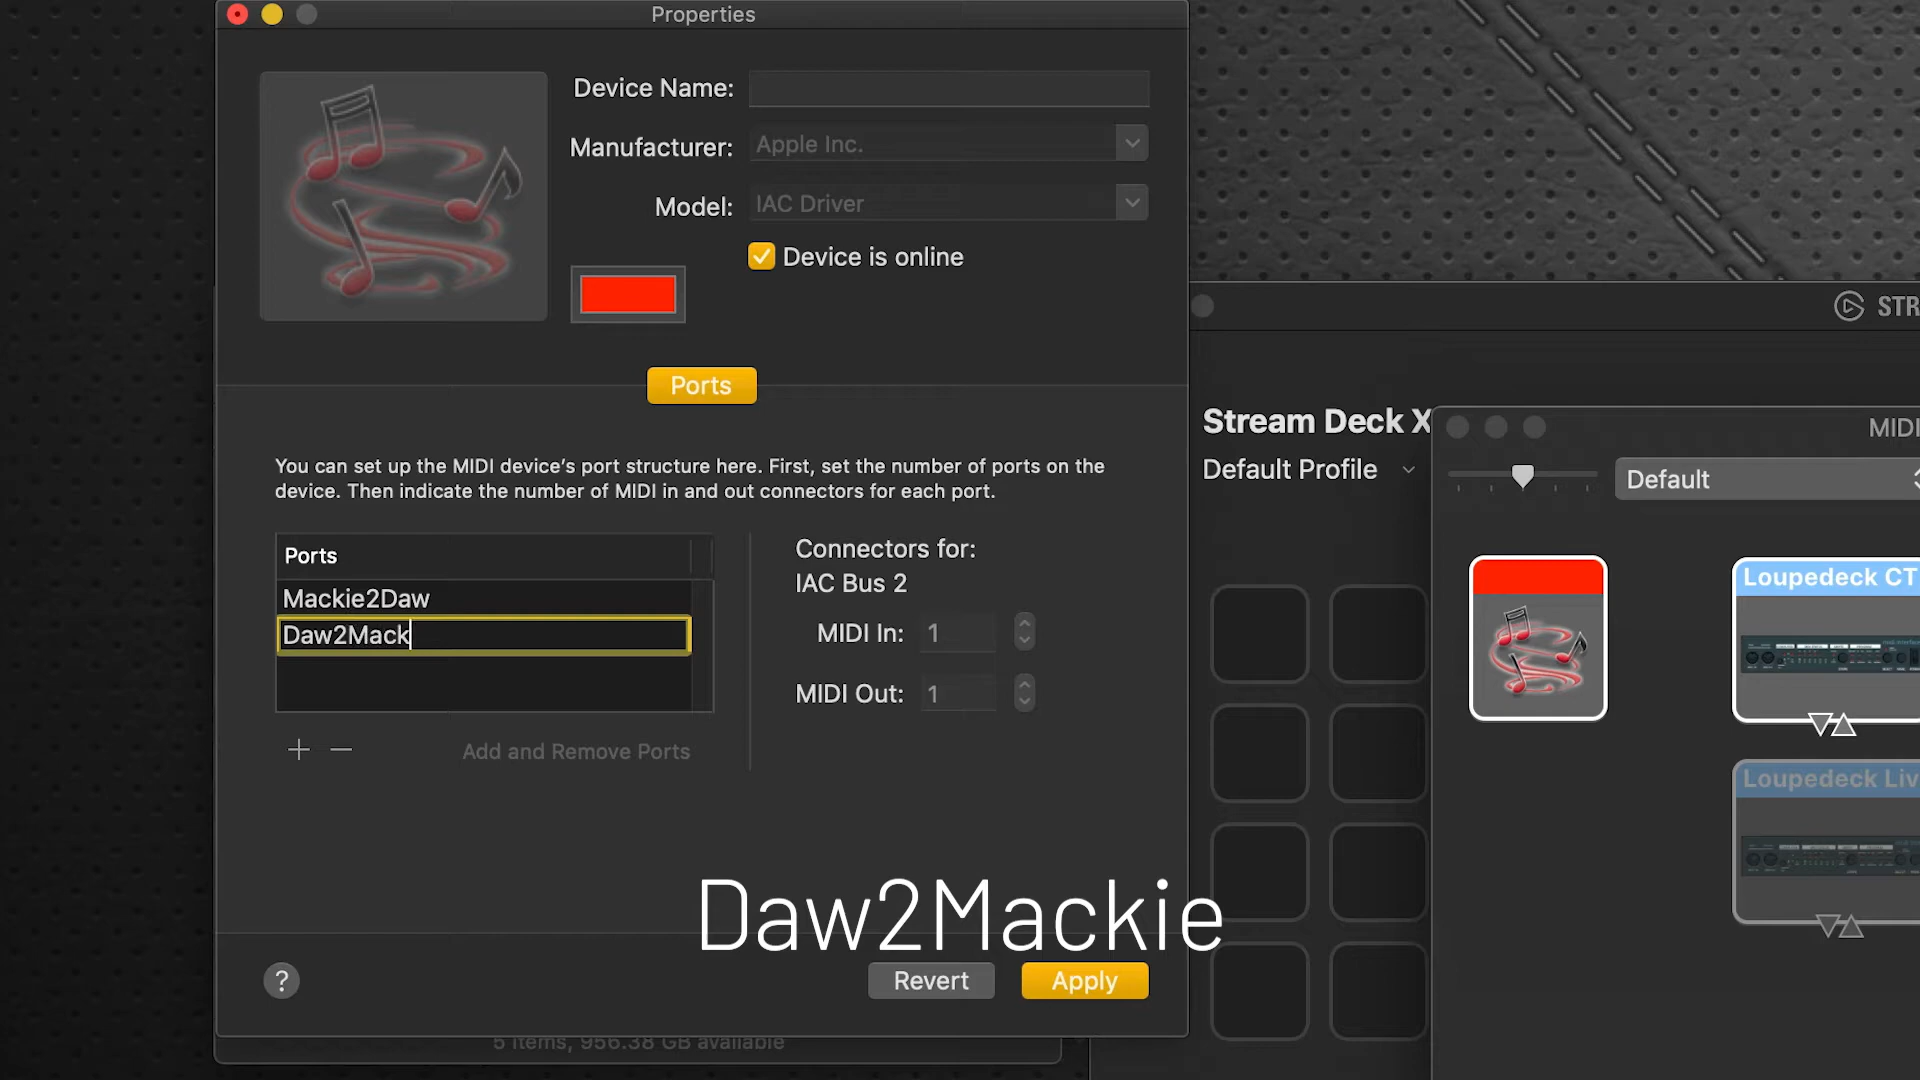 Properties
Device Name:
Manufacturer: Apple Inc.
Model: IAC Driver
Device is online
Ports
You can set up the MIDI device’s port structure here. First, set the number of ports on the
device. Then indicate the number of MIDI in and out connectors for each port.
Ports
Mackie2Daw
Daw2Mack
Add and Remove Ports
Connectors for:
IAC Bus 2
MIDI In: 1
MIDI Out: 1
Daw2Mackie
?
Revert
Apply
5 items, 956.38 GB available
STR
Stream Deck X
Default Profile
MIDI
Default
Loupedeck CT
Loupedeck Liv